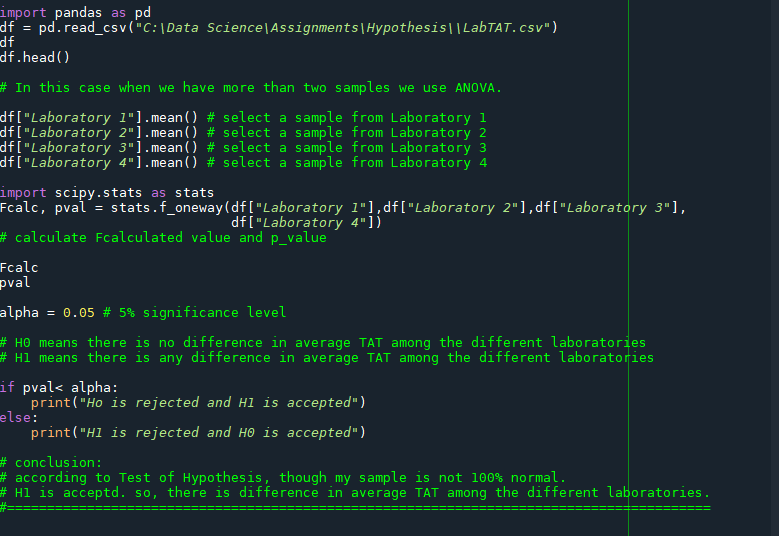 import pandas as pd
df = pd.read_csv("C:\Data Science\Assignments\Hypothesis\\LabTAT.csv")
df
df.head()
# In this case when we have more than two samples we use ANOVA.
df["Laboratory 1"].mean() # select a sample from Laboratory 1
df["Laboratory 2"].mean() # select a sample from Laboratory 2
df["Laboratory 3"].mean() # select a sample from Laboratory 3
df["Laboratory 4"].mean() # select a sample from Laboratory 4
import scipy.stats as stats
Fcalc, pval = stats.f_oneway(df["Laboratory 1"],df["Laboratory 2"],df["Laboratory 3"],
df["Laboratory 4"])
# calculate Fcalculated value and p_value
Fcalc
pval
alpha = 0.05 # 5% significance level
# H0 means there is no difference in average TAT among the different laboratories
# H1 means there is any difference in average TAT among the different laboratories
if pval< alpha:
print("Ho is rejected and H1 is accepted")
else:
print("H1 is rejected and H0 is accepted")
# conclusion:
# according to Test of Hypothesis, though my sample is not 100% normal.
# H1 is acceptd. so, there is difference in average TAT among the different laboratories.
#========================================================================================